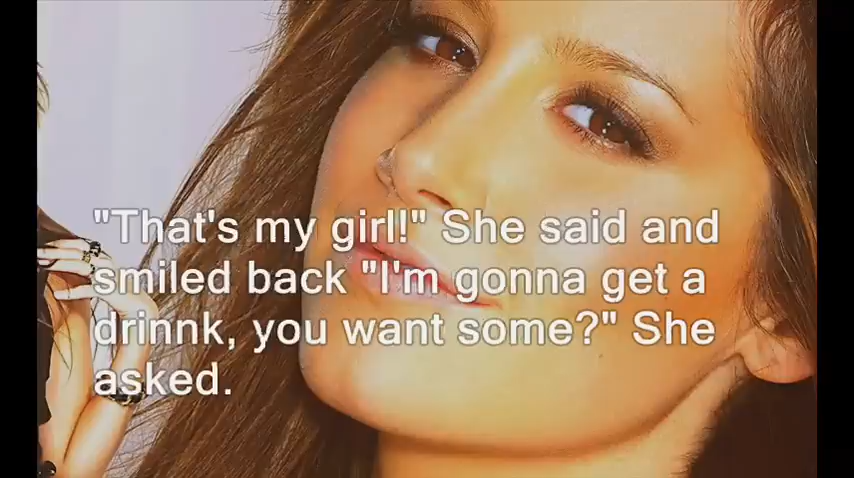 "That's my girl!" She said and
smiled back "I'm gonna get a
drinnk, you want some?" She
asked.